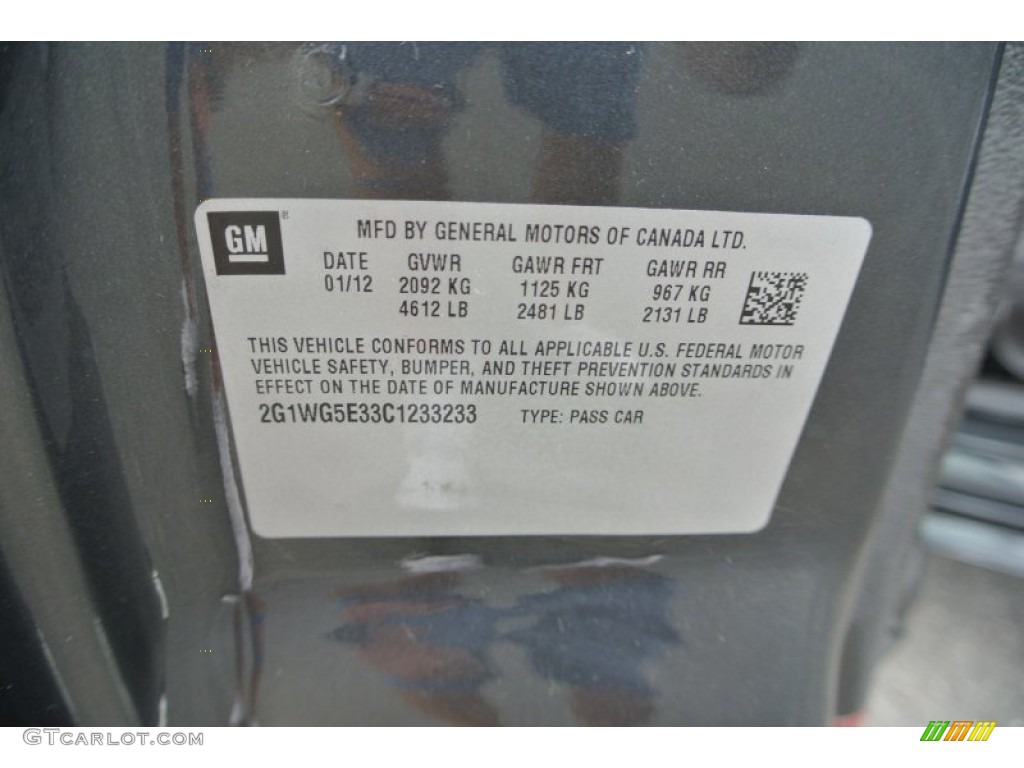 GM ®
MFD BY GENERAL MOTORS OF CANADA LTD.
DATE GVWR GAWR FRT GAWR RR
01/12 2092 KG 1125 KG 967 KG
4612 LB 2481 LB 2131 LB
THIS VEHICLE CONFORMS TO ALL APPLICABLE U.S. FEDERAL MOTOR
VEHICLE SAFETY, BUMPER, AND THEFT PREVENTION STANDARDS IN
EFFECT ON THE DATE OF MANUFACTURE SHOWN ABOVE.
2G1WG5E33C1233233 TYPE: PASS CAR
GTCarLot.com